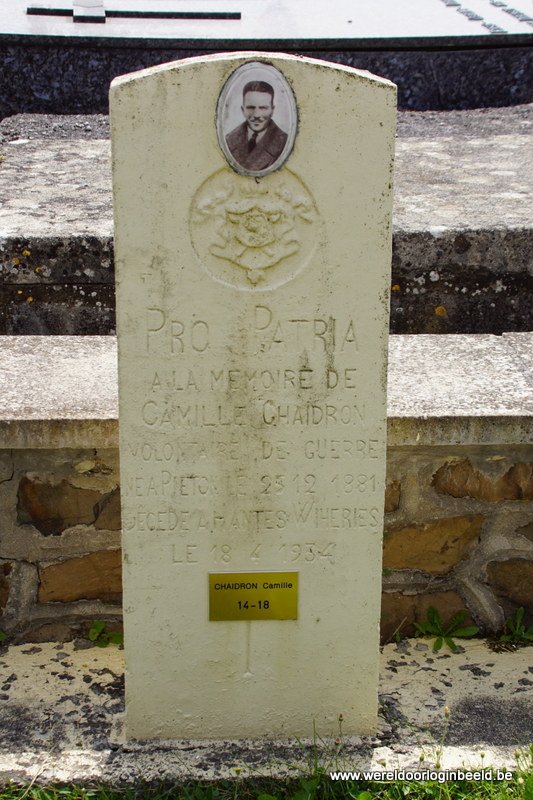 PRO PATRIA
A LA MEMOIRE DE
CAMILLE CHAIDRON
VOLONTAIRE DE GUERRE
NE A PIETON LE 25 12 1881
DECEDE A HANTES WIHERIES
LE 18 4 1934
CHAIDRON Camille
14-18
www.wereldoorloginbeeld.be